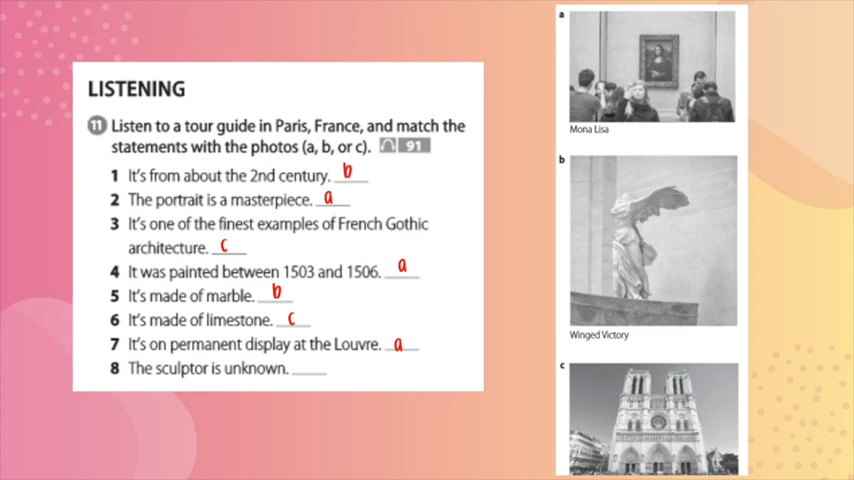 LISTENING
11 Listen to a tour guide in Paris, France, and match the
statements with the photos (a, b, or c). 91
1 It's from about the 2nd century. b
2 The portrait is a masterpiece. a
3 It's one of the finest examples of French Gothic
architecture. c
4 It was painted between 1503 and 1506. a
5 It's made of marble. b
6 It's made of limestone. c
7 It's on permanent display at the Louvre. a
8 The sculptor is unknown.
a
Mona Lisa
b
Winged Victory
c